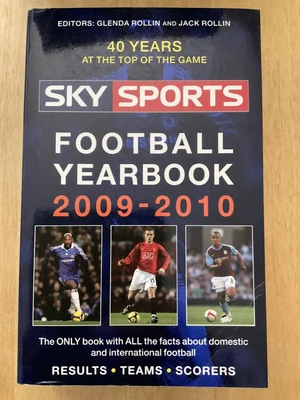 EDITORS: GLENDA ROLLIN AND JACK ROLLIN
40 YEARS
AT THE TOP OF THE GAME
SKY SPORTS
FOOTBALL
YEARBOOK
2009-2010
The ONLY book with ALL the facts about domestic
and international football
RESULTS • TEAMS • SCORERS